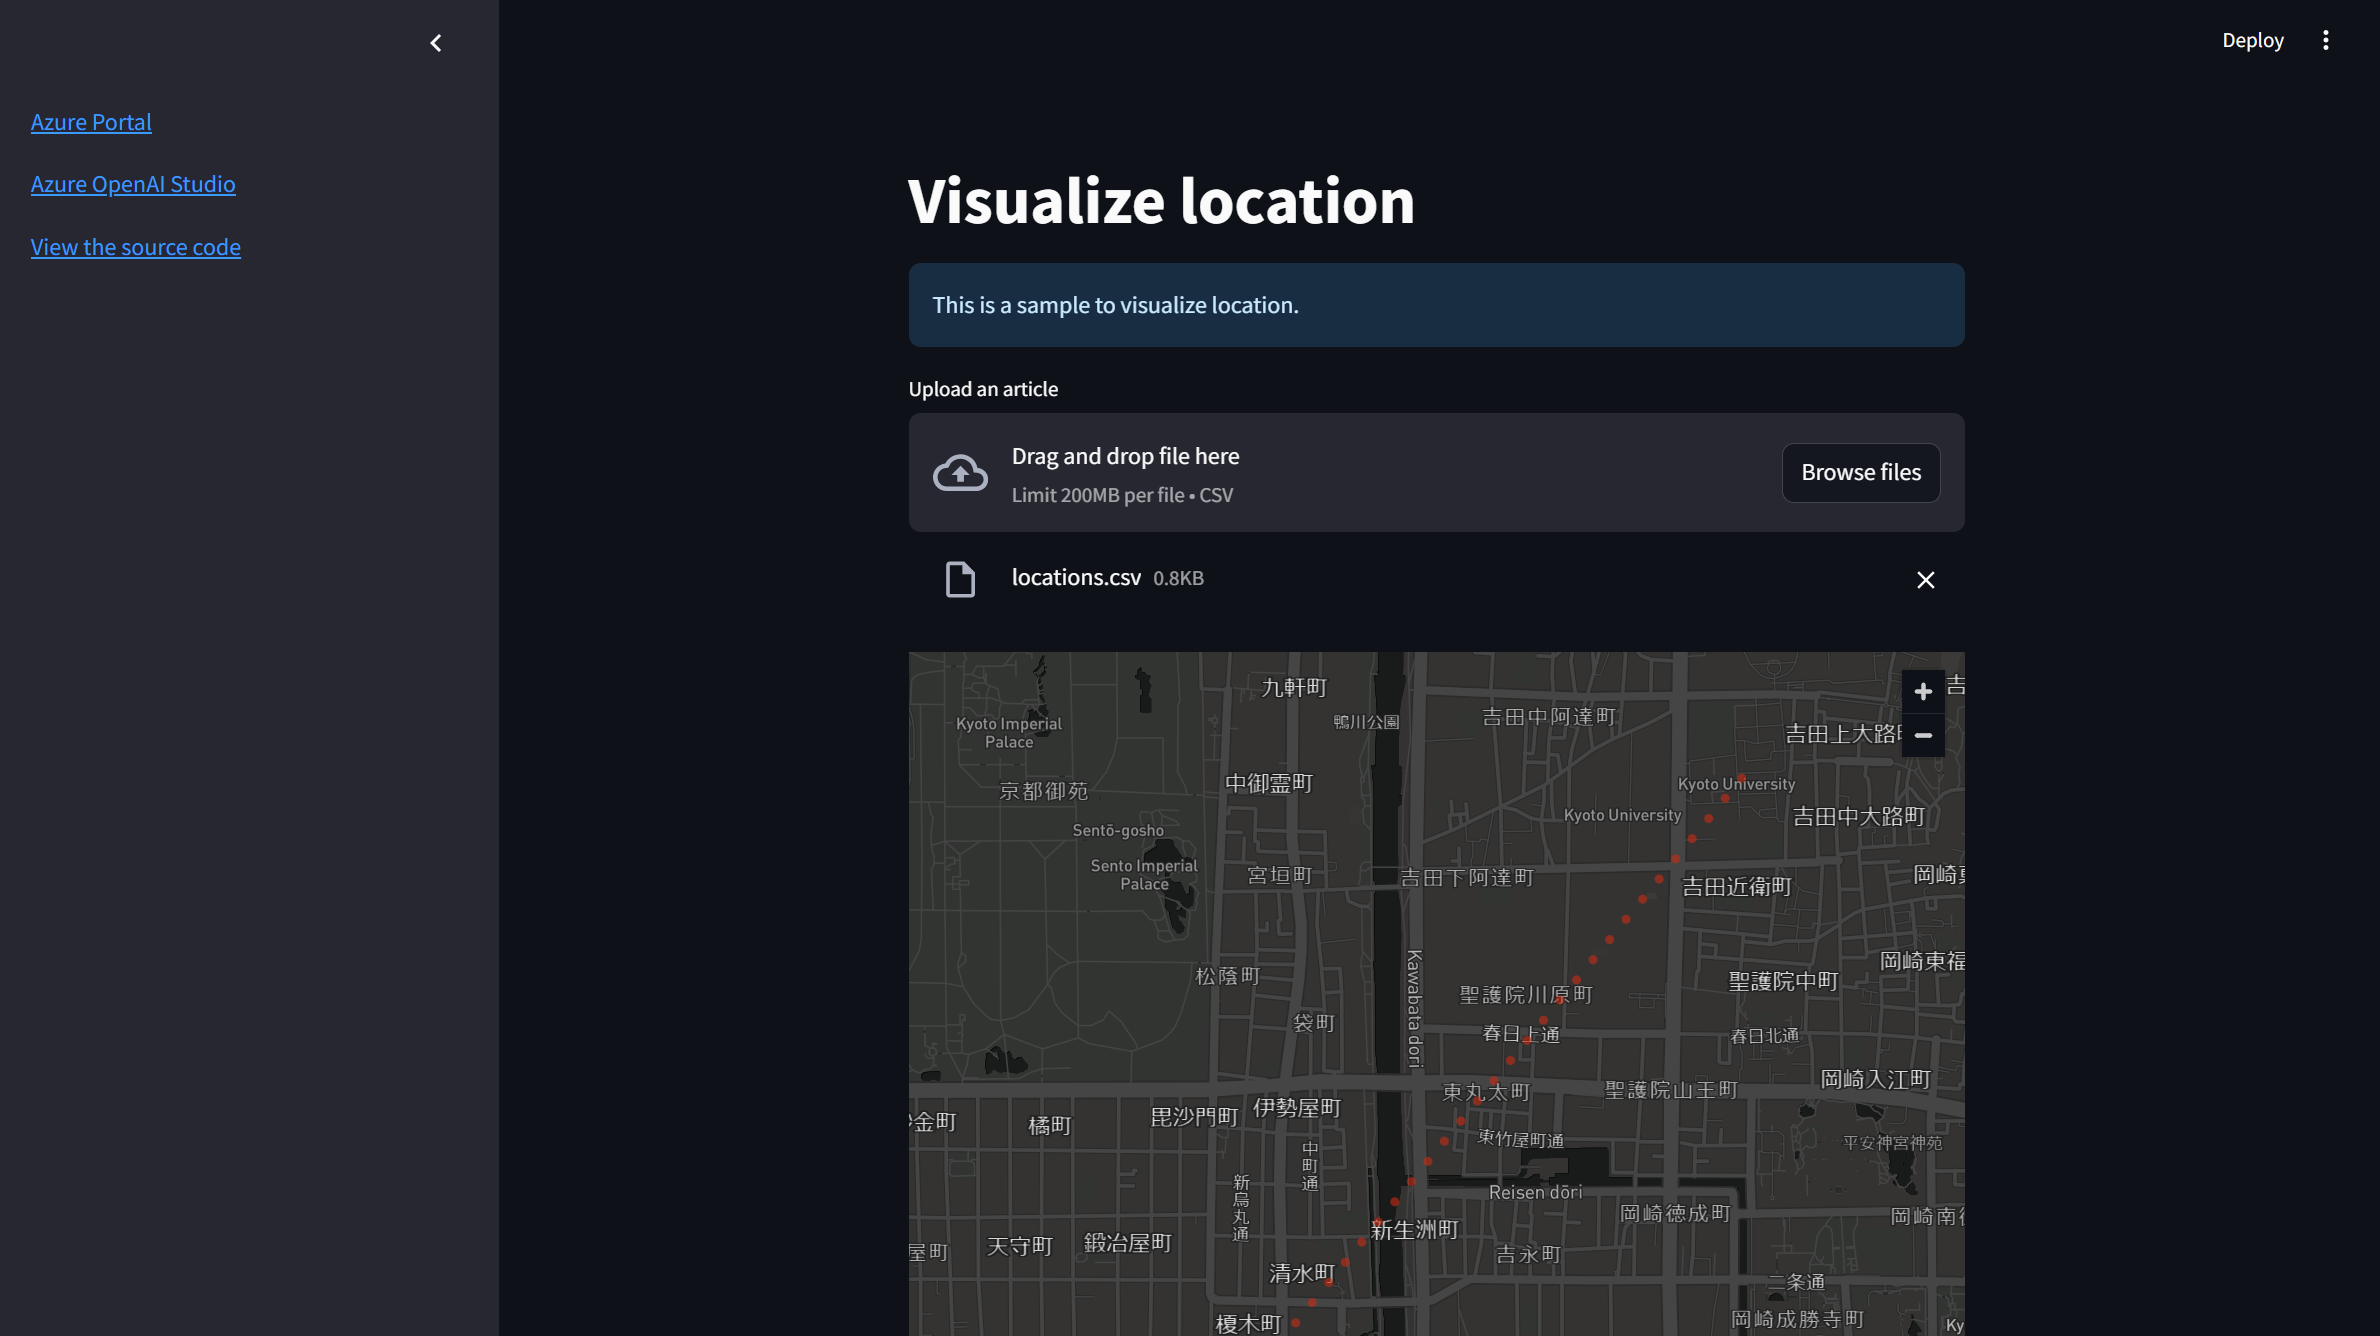 Deploy
Azure Portal
Azure OpenAI Studio
View the source code
Visualize location
This is a sample to visualize location.
Upload an article
Drag and drop file here
Limit 200MB per file • CSV
Browse files
locations.csv 0.8KB
九軒町
吉
Kyoto Imperial
Palace
鴨川公園
吉田中阿達町
吉田上大路町
京都御苑
中御霊町
Kyoto University
Kyoto University
吉田中大路町
Sentō-gosho
Sento Imperial
Palace
宮垣町
吉田下阿達町
吉田近衛町
岡崎
松蔭町
Kawabata dori
聖護院川原町
聖護院中町
岡崎東福
袋町
春日上通
春日北通
東丸太町
聖護院山王町
岡崎入江町
金町
橘町
毘沙門町
伊勢屋町
中町通
東竹屋町通
平安神宮神苑
新烏丸通
Reisen dōri
岡崎徳成町
岡崎南
屋町
天守町
鍛冶屋町
新生洲町
吉永町
清水町
二条通
榎木町
岡崎成勝寺町
Ky